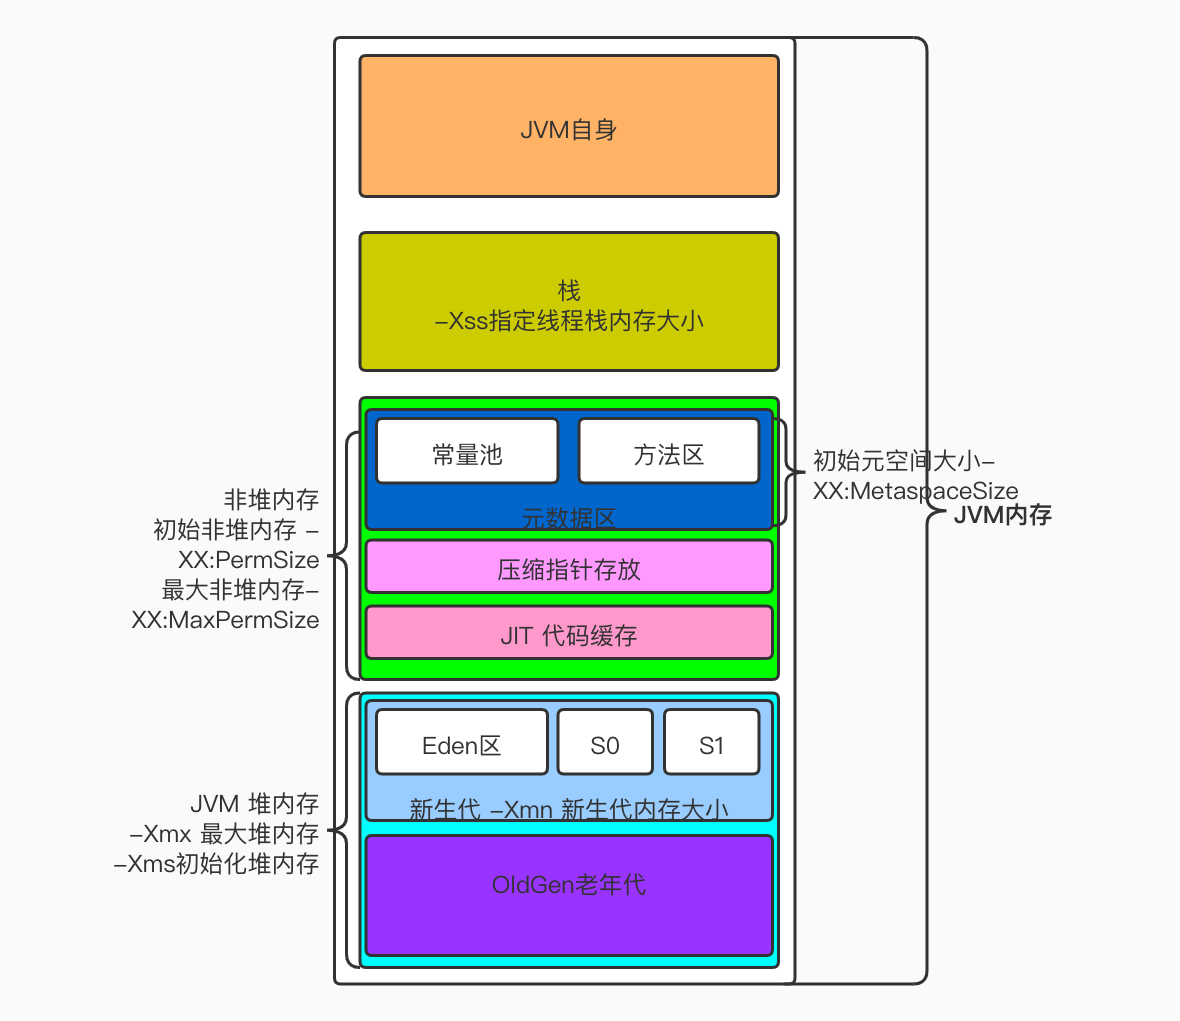 JVM自身
栈
-Xss指定线程栈内存大小
常量池
方法区
元数据区
初始元空间大小-
XX:MetaspaceSize
JVM内存
非堆内存
初始非堆内存 -
XX:PermSize
最大非堆内存-
XX:MaxPermSize
压缩指针存放
JIT 代码缓存
Eden区
S0
S1
新生代 -Xmn 新生代内存大小
JVM 堆内存
-Xmx 最大堆内存
-Xms初始化堆内存
OldGen老年代